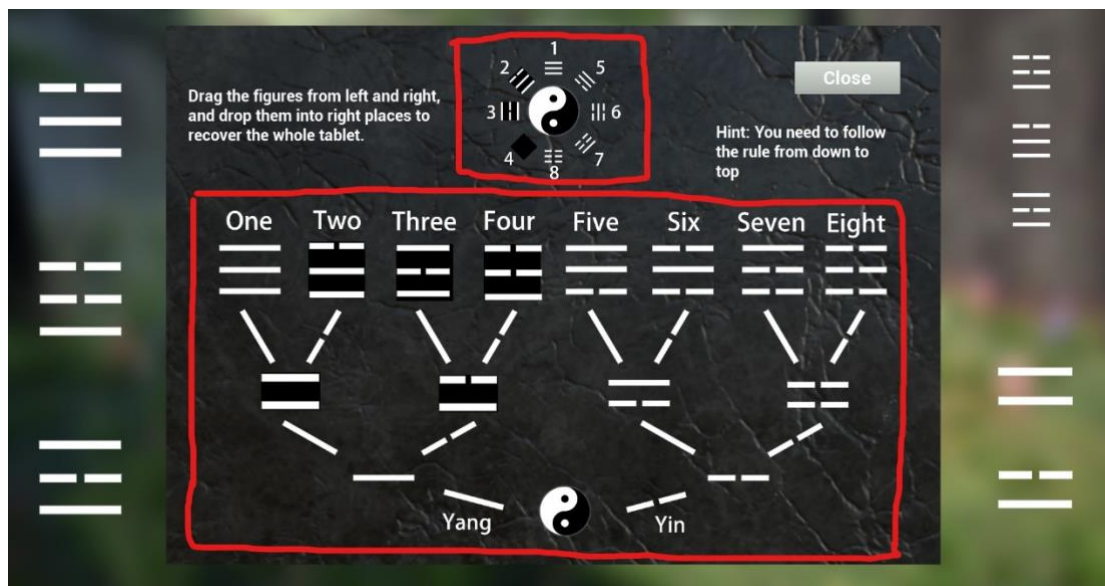 1
2
5
3
6
4
7
8
Drag the figures from left and right,
and drop them into right places to
recover the whole tablet.
Close
Hint: You need to follow
the rule from down to
top
One Two Three Four Five Six Seven Eight
Yang
Yin